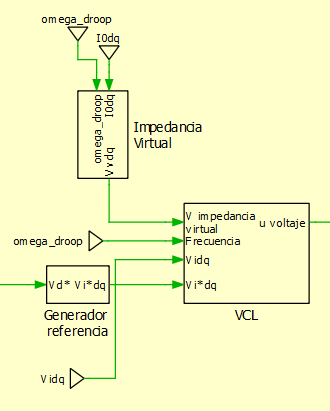 omega_droop
I0dq
omega_droop
I0dq
Vvdq
Impedancia
Virtual
V impedancia
virtual
u voltaje
omega_droop
Frecuencia
Vidq
Vd* Vi*dq
Vi*dq
Generador
referencia
VCL
Vidq